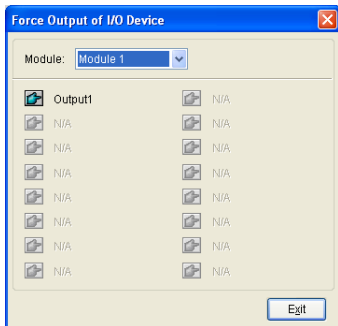 Force Output of I/O Device
Module: Module 1
Output1 N/A
N/A N/A
N/A N/A
N/A N/A
N/A N/A
N/A N/A
N/A N/A
N/A N/A
Exit